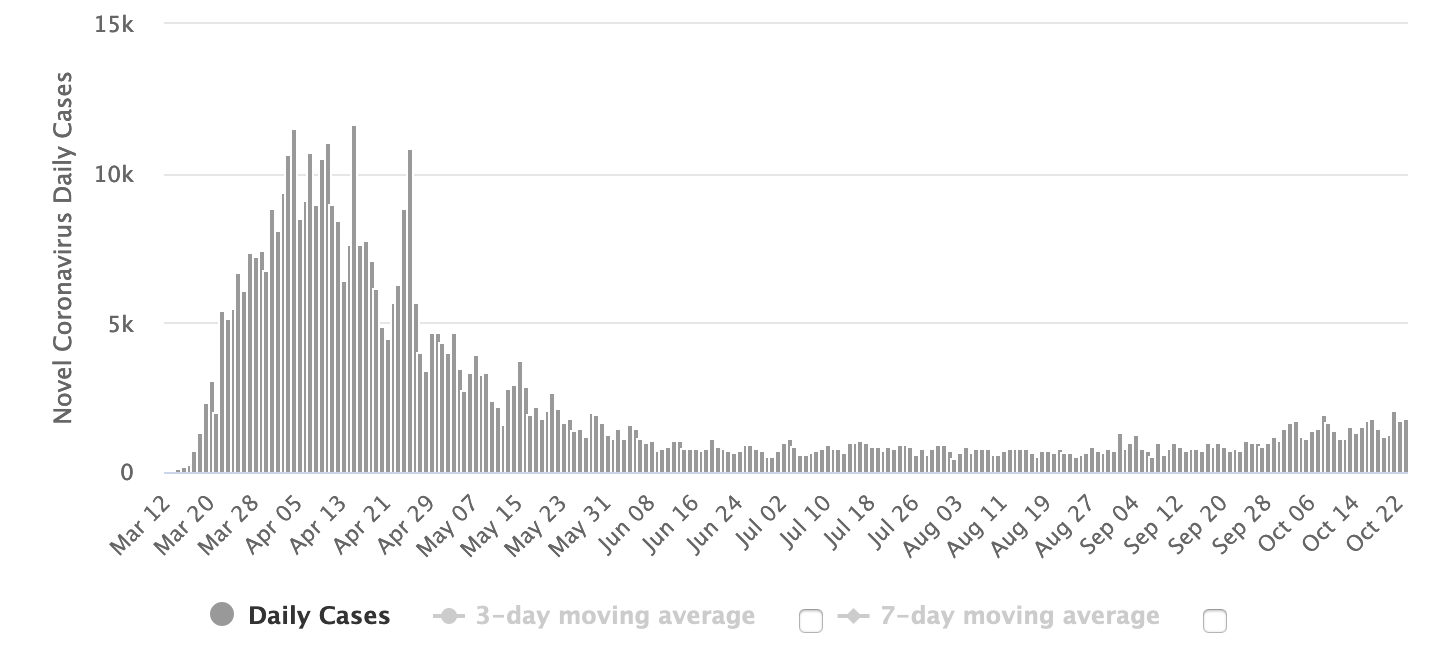 15k
10k
5k
0
Novel Coronavirus Daily Cases
Mar 12
Mar 20
Mar 28
Apr 05
Apr 13
Apr 21
Apr 29
May 07
May 15
May 23
May 31
Jun 08
Jun 16
Jun 24
Jul 02
Jul 10
Jul 18
Jul 26
Aug 03
Aug 11
Aug 19
Aug 27
Sep 04
Sep 12
Sep 20
Sep 28
Oct 06
Oct 14
Oct 22
Daily Cases 3-day moving average 7-day moving average